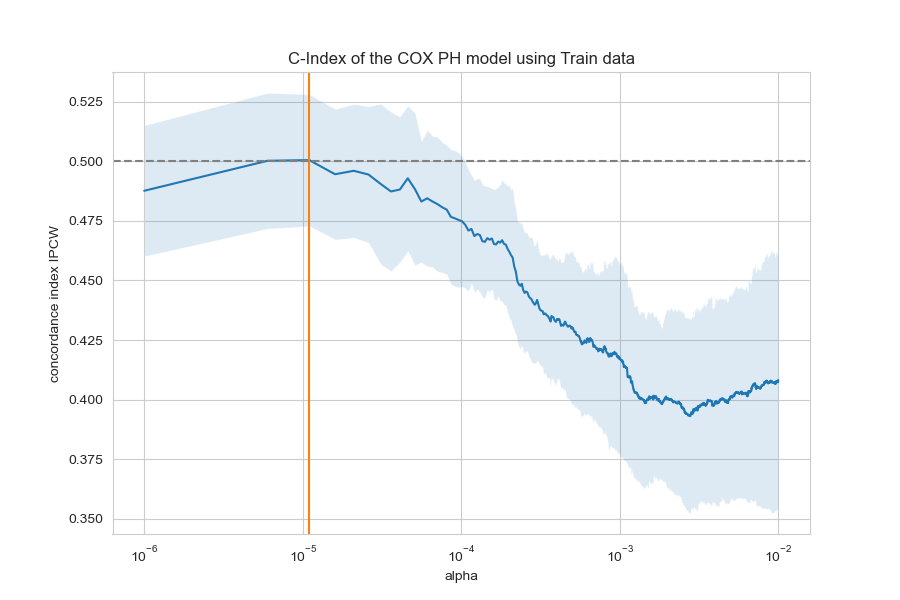 C-Index of the COX PH model using Train data
concordance index IPCW
0.525
0.500
0.475
0.450
0.425
0.400
0.375
0.350
10⁻⁶ 10⁻⁵ 10⁻⁴ 10⁻³ 10⁻²
alpha